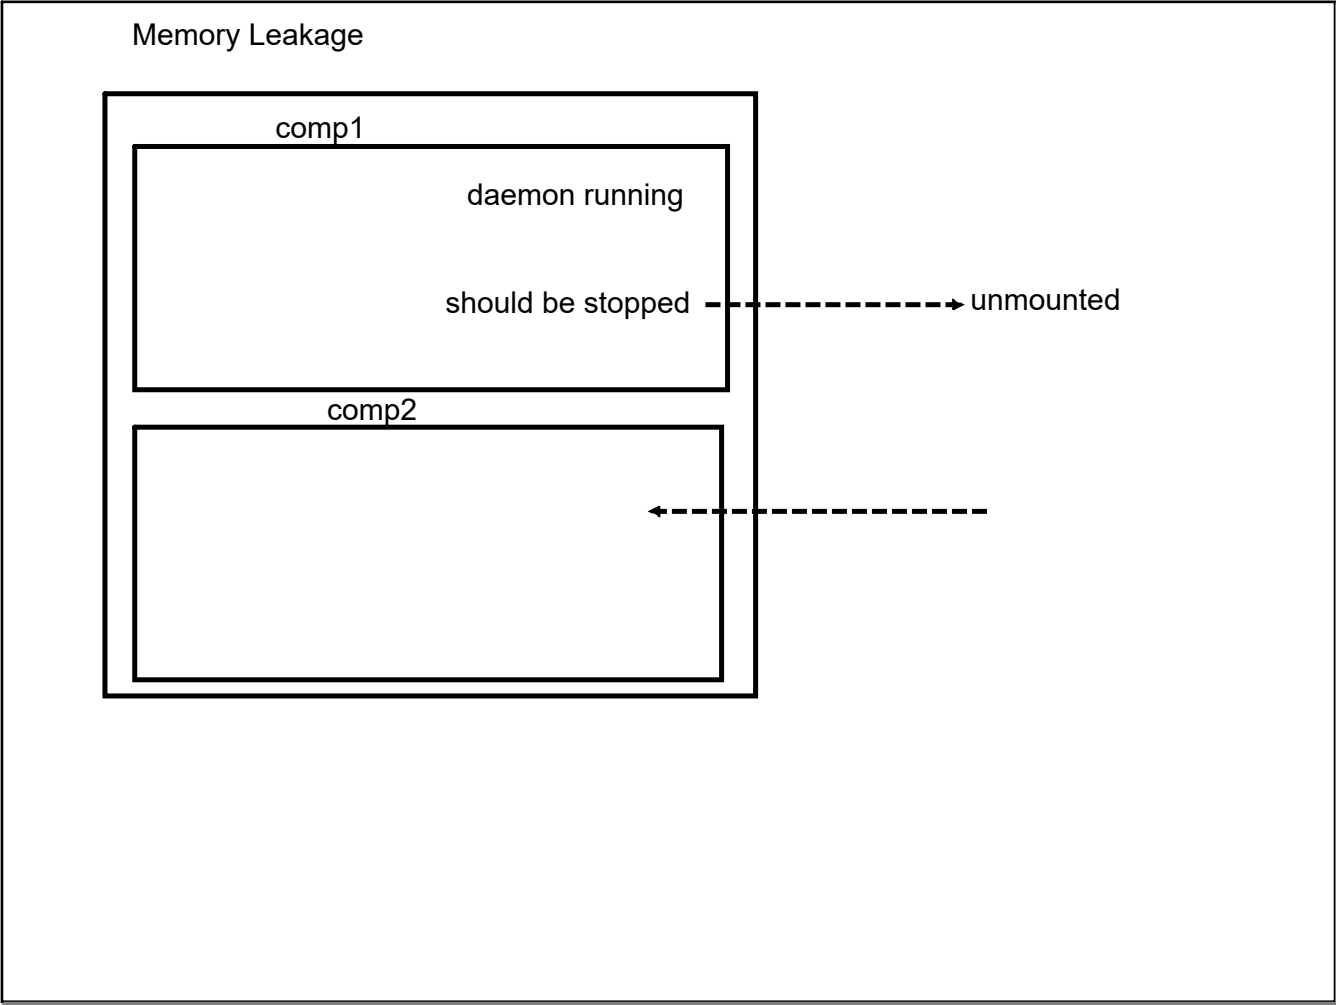 Memory Leakage
comp1
daemon running
should be stopped
unmounted
comp2